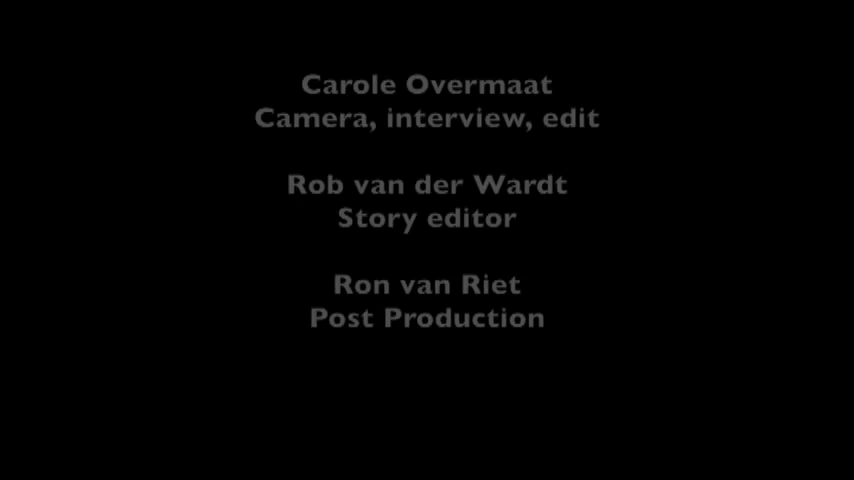 Carole Overmaat
Camera, interview, edit
Rob van der Wardt
Story editor
Ron van Riet
Post Production